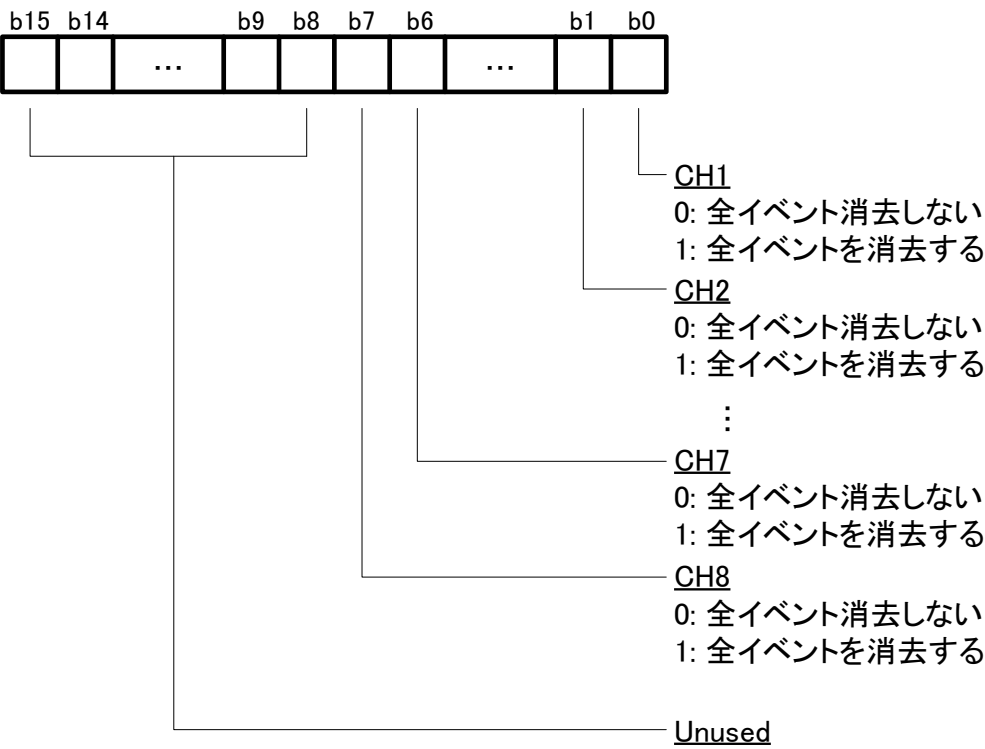 b15 b14 b9 b8 b7 b6 b1 b0
... ...
CH1
0: 全イベント消去しない
1: 全イベントを消去する
CH2
0: 全イベント消去しない
1: 全イベントを消去する
⋮
CH7
0: 全イベント消去しない
1: 全イベントを消去する
CH8
0: 全イベント消去しない
1: 全イベントを消去する
Unused